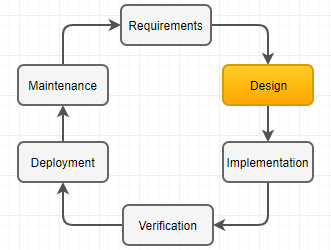 Requirements
Design
Implementation
Verification
Deployment
Maintenance